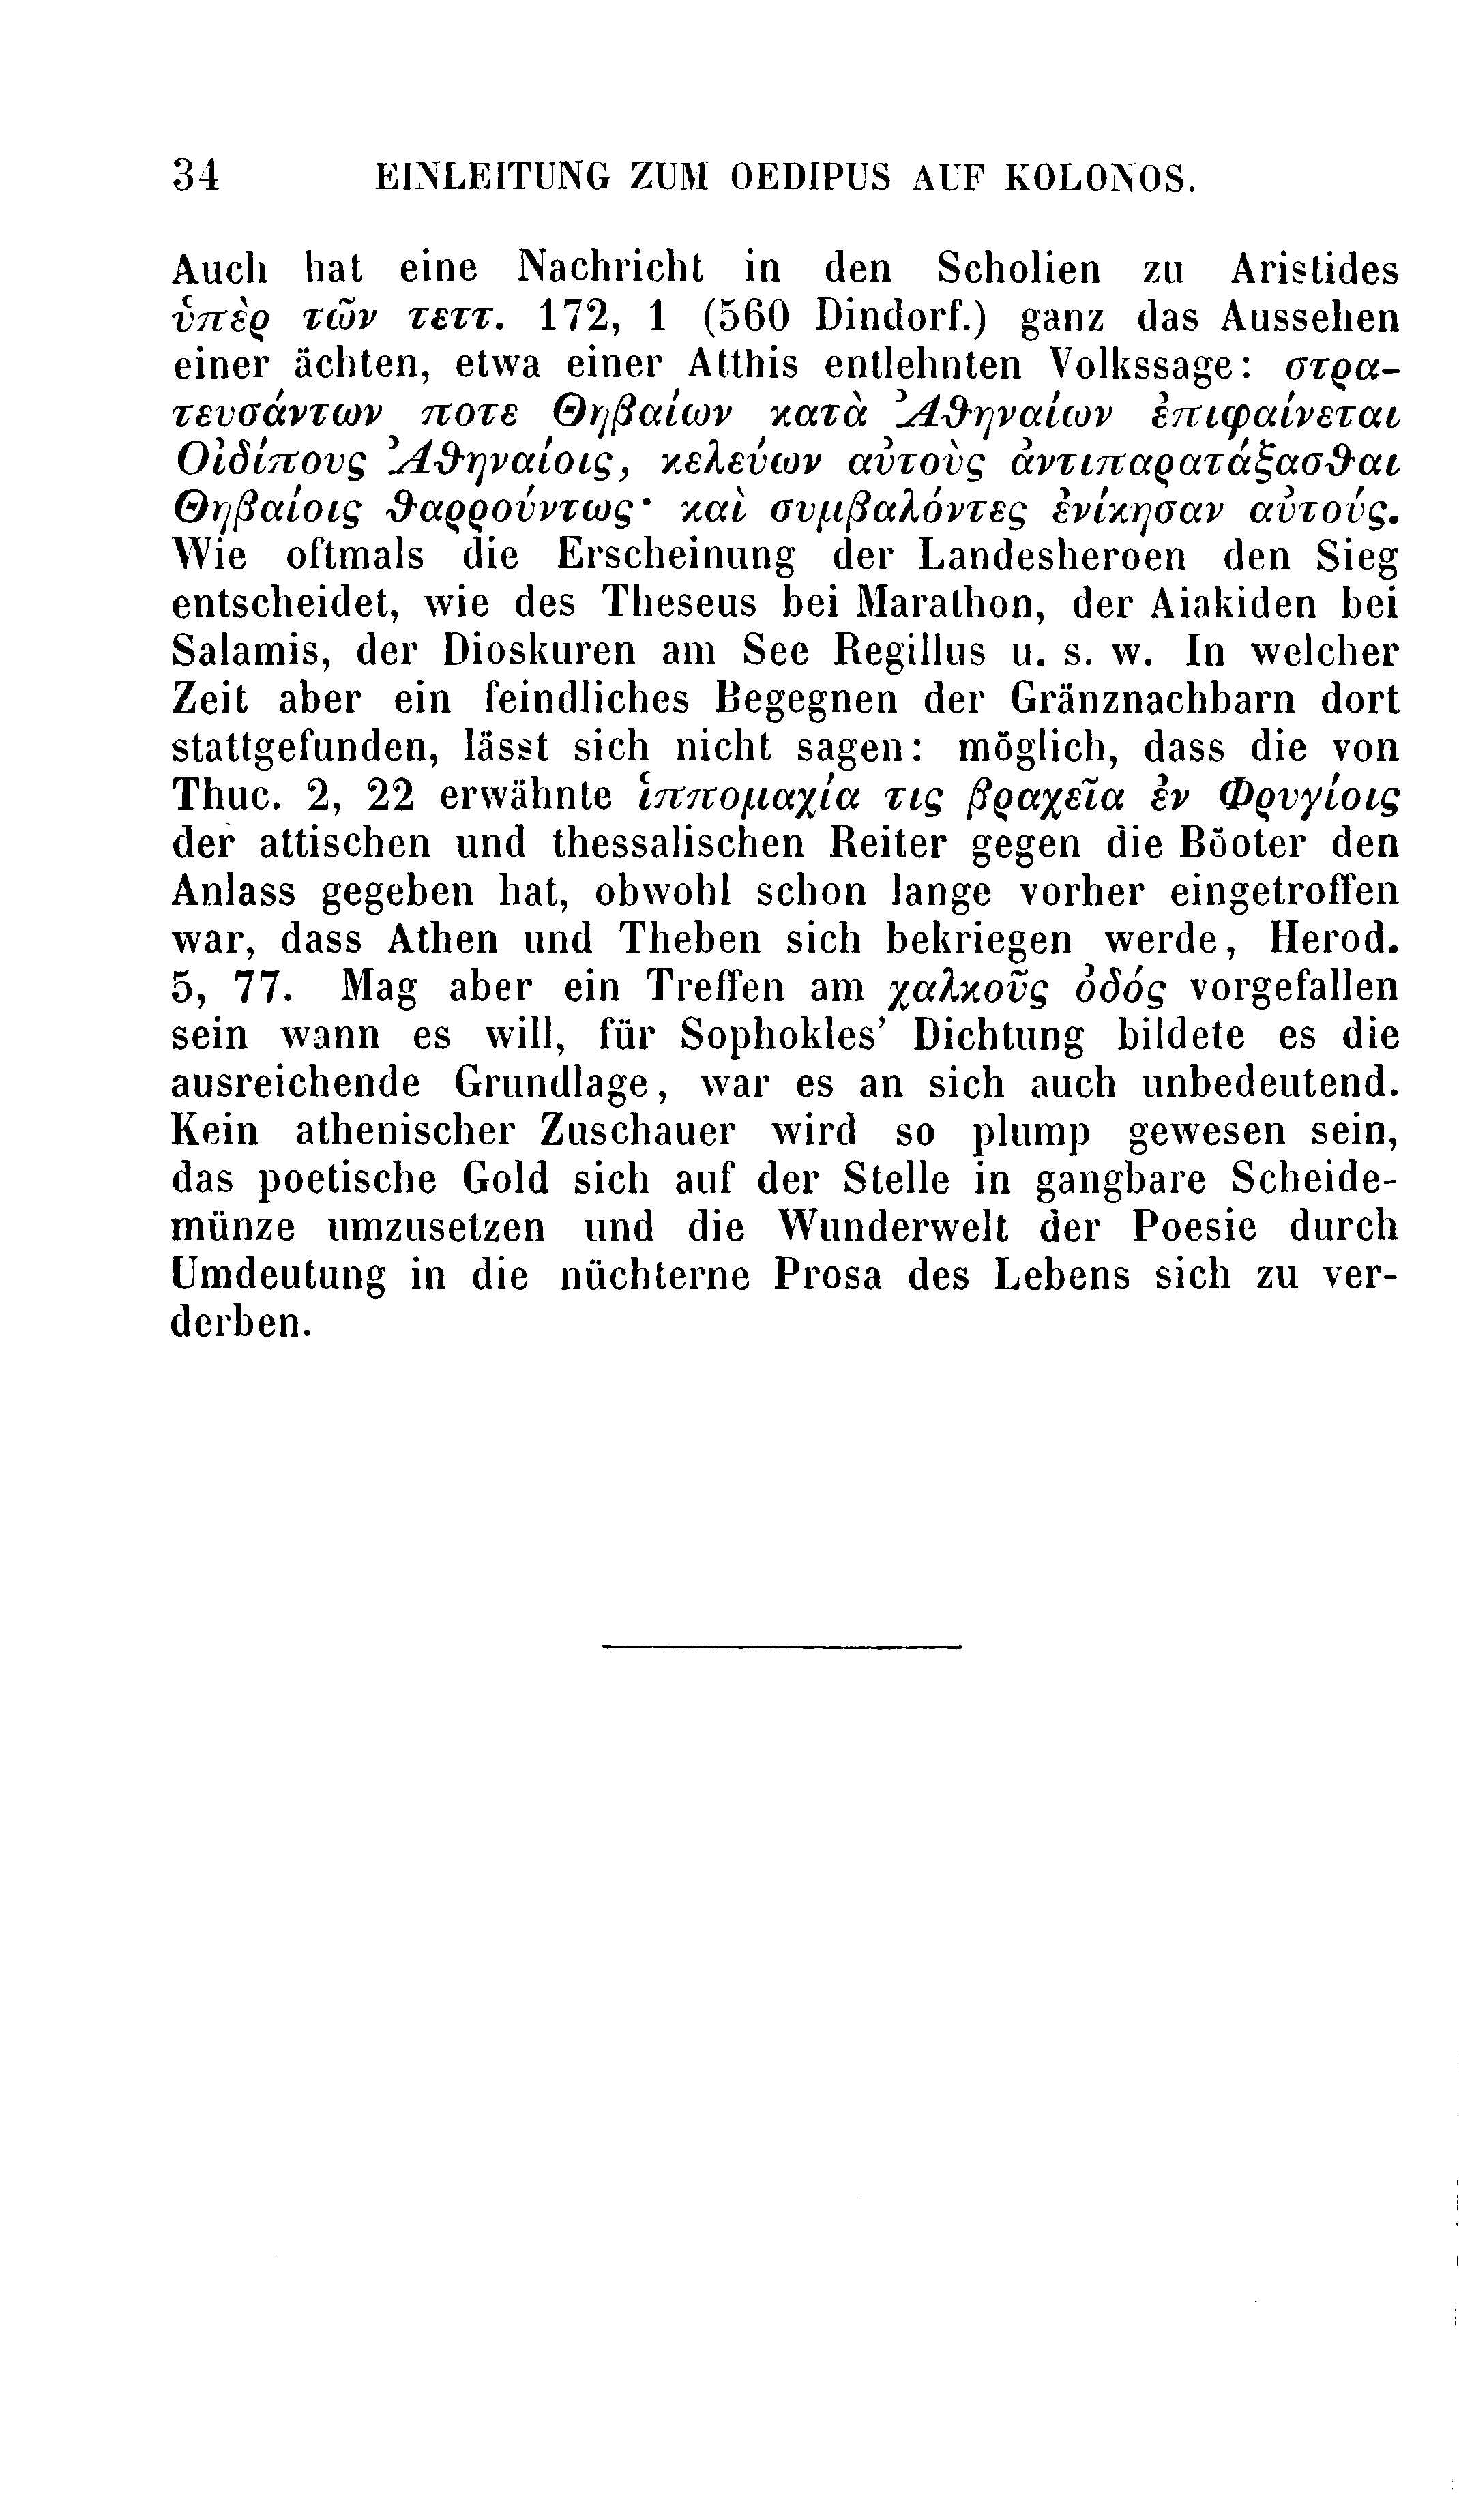 34 EINLEITUNG ZUM OEDIPUS AUF KOLONOS.
Auch hat eine Nachricht in den Scholien zu Aristides
ὑπὲρ τῶν τεττ. 172, 1 (560 Dindorf.) ganz das Aussehen
einer ächten, etwa einer Atthis entlehnten Volkssage: στρα-
τευσάντων ποτε Θηβαίων κατὰ Ἀϑηναίων ἐπιφαίνεται
Οἰδίπους Ἀϑηναίοις, κελεύων αὐτοὺς ἀντιπαρατάξασϑαι
Θηβαίοις ϑαρρούντως· καὶ συμβαλόντες ἐνίκησαν αὐτούς.
Wie oftmals die Erscheinung der Landesheroen den Sieg
entscheidet, wie des Theseus bei Marathon, der Aiakiden bei
Salamis, der Dioskuren am See Regillus u. s. w. In welcher
Zeit aber ein feindliches Begegnen der Gränznachbarn dort
stattgefunden, lässt sich nicht sagen: möglich, dass die von
Thuc. 2, 22 erwähnte ἱππομαχία τις βραχεῖα ἐν Φρυγίοις
der attischen und thessalischen Reiter gegen die Böoter den
Anlass gegeben hat, obwohl schon lange vorher eingetroffen
war, dass Athen und Theben sich bekriegen werde, Herod.
5, 77. Mag aber ein Treffen am χαλκοῦς ὀδός vorgefallen
sein wann es will, für Sophokles' Dichtung bildete es die
ausreichende Grundlage, war es an sich auch unbedeutend.
Kein athenischer Zuschauer wird so plump gewesen sein,
das poetische Gold sich auf der Stelle in gangbare Scheide-
münze umzusetzen und die Wunderwelt der Poesie durch
Umdeutung in die nüchterne Prosa des Lebens sich zu ver-
derben.